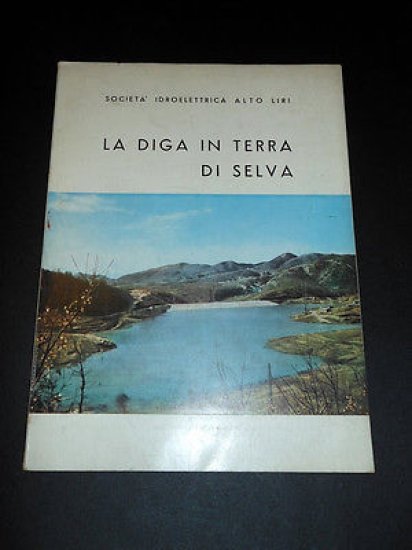 SOCIETA' IDROELETTRICA ALTO LIRI
LA DIGA IN TERRA
DI SELVA